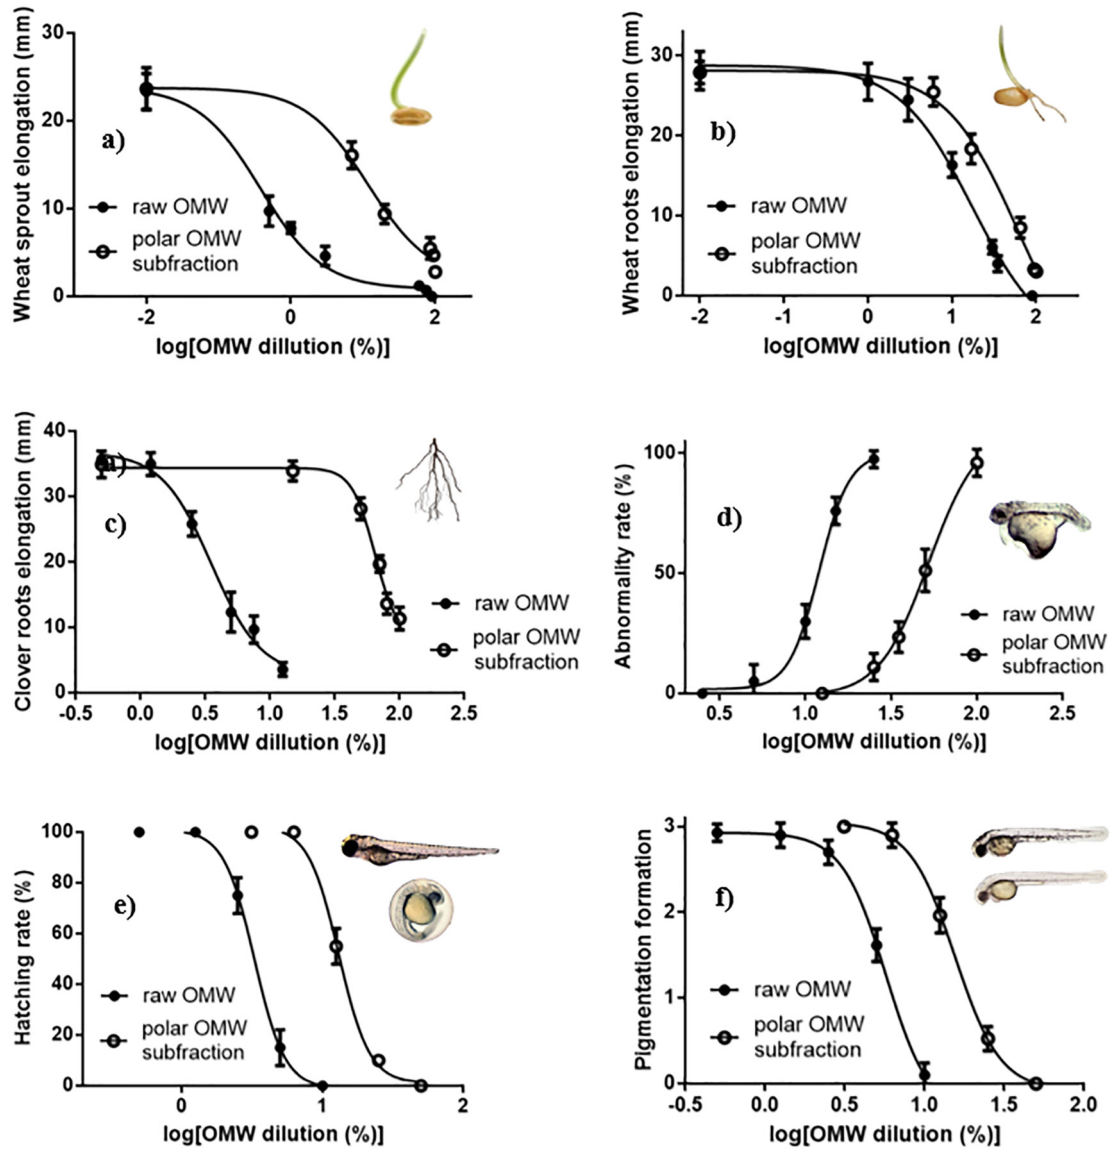 Wheat sprout elongation (mm)
30
20
10
0
a)
raw OMW
polar OMW
subfraction
-2
0
2
log[OMW dillution (%)]
Wheat roots elongation (mm)
30
20
10
0
b)
raw OMW
polar OMW
subfraction
-2
-1
0
1
2
log[OMW dillution (%)]
Clover roots elongation (mm)
40
30
20
10
0
c)
raw OMW
polar OMW
subfraction
-0.5
0.0
0.5
1.0
1.5
2.0
2.5
log[OMW dillution (%)]
Abnormality rate (%)
100
50
0
d)
raw OMW
polar OMW
subfraction
0.5
1.0
1.5
2.0
2.5
log[OMW dillution (%)]
Hatching rate (%)
100
80
60
40
20
0
e)
raw OMW
polar OMW
subfraction
0
1
2
log[OMW dillution (%)]
Pigmentation formation
3
2
1
0
f)
raw OMW
polar OMW
subfraction
-0.5
0.0
0.5
1.0
1.5
2.0
log[OMW dillution (%)]